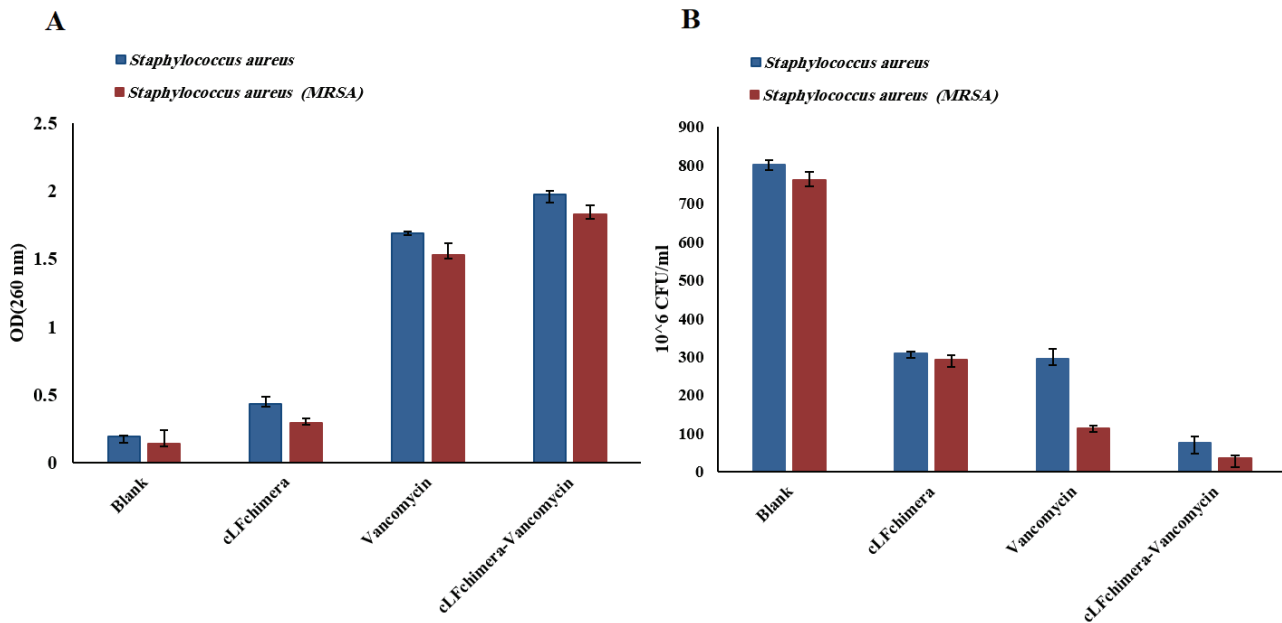 A
Staphylococcus aureus
Staphylococcus aureus (MRSA)
2.5
2
1.5
1
0.5
0
OD(260 nm)
Blank
cLFchimera
Vancomycin
cLFchimera-Vancomycin
B
Staphylococcus aureus
Staphylococcus aureus (MRSA)
900
800
700
600
500
400
300
200
100
0
10^6 CFU/ml
Blank
cLFchimera
Vancomycin
cLFchimera-Vancomycin